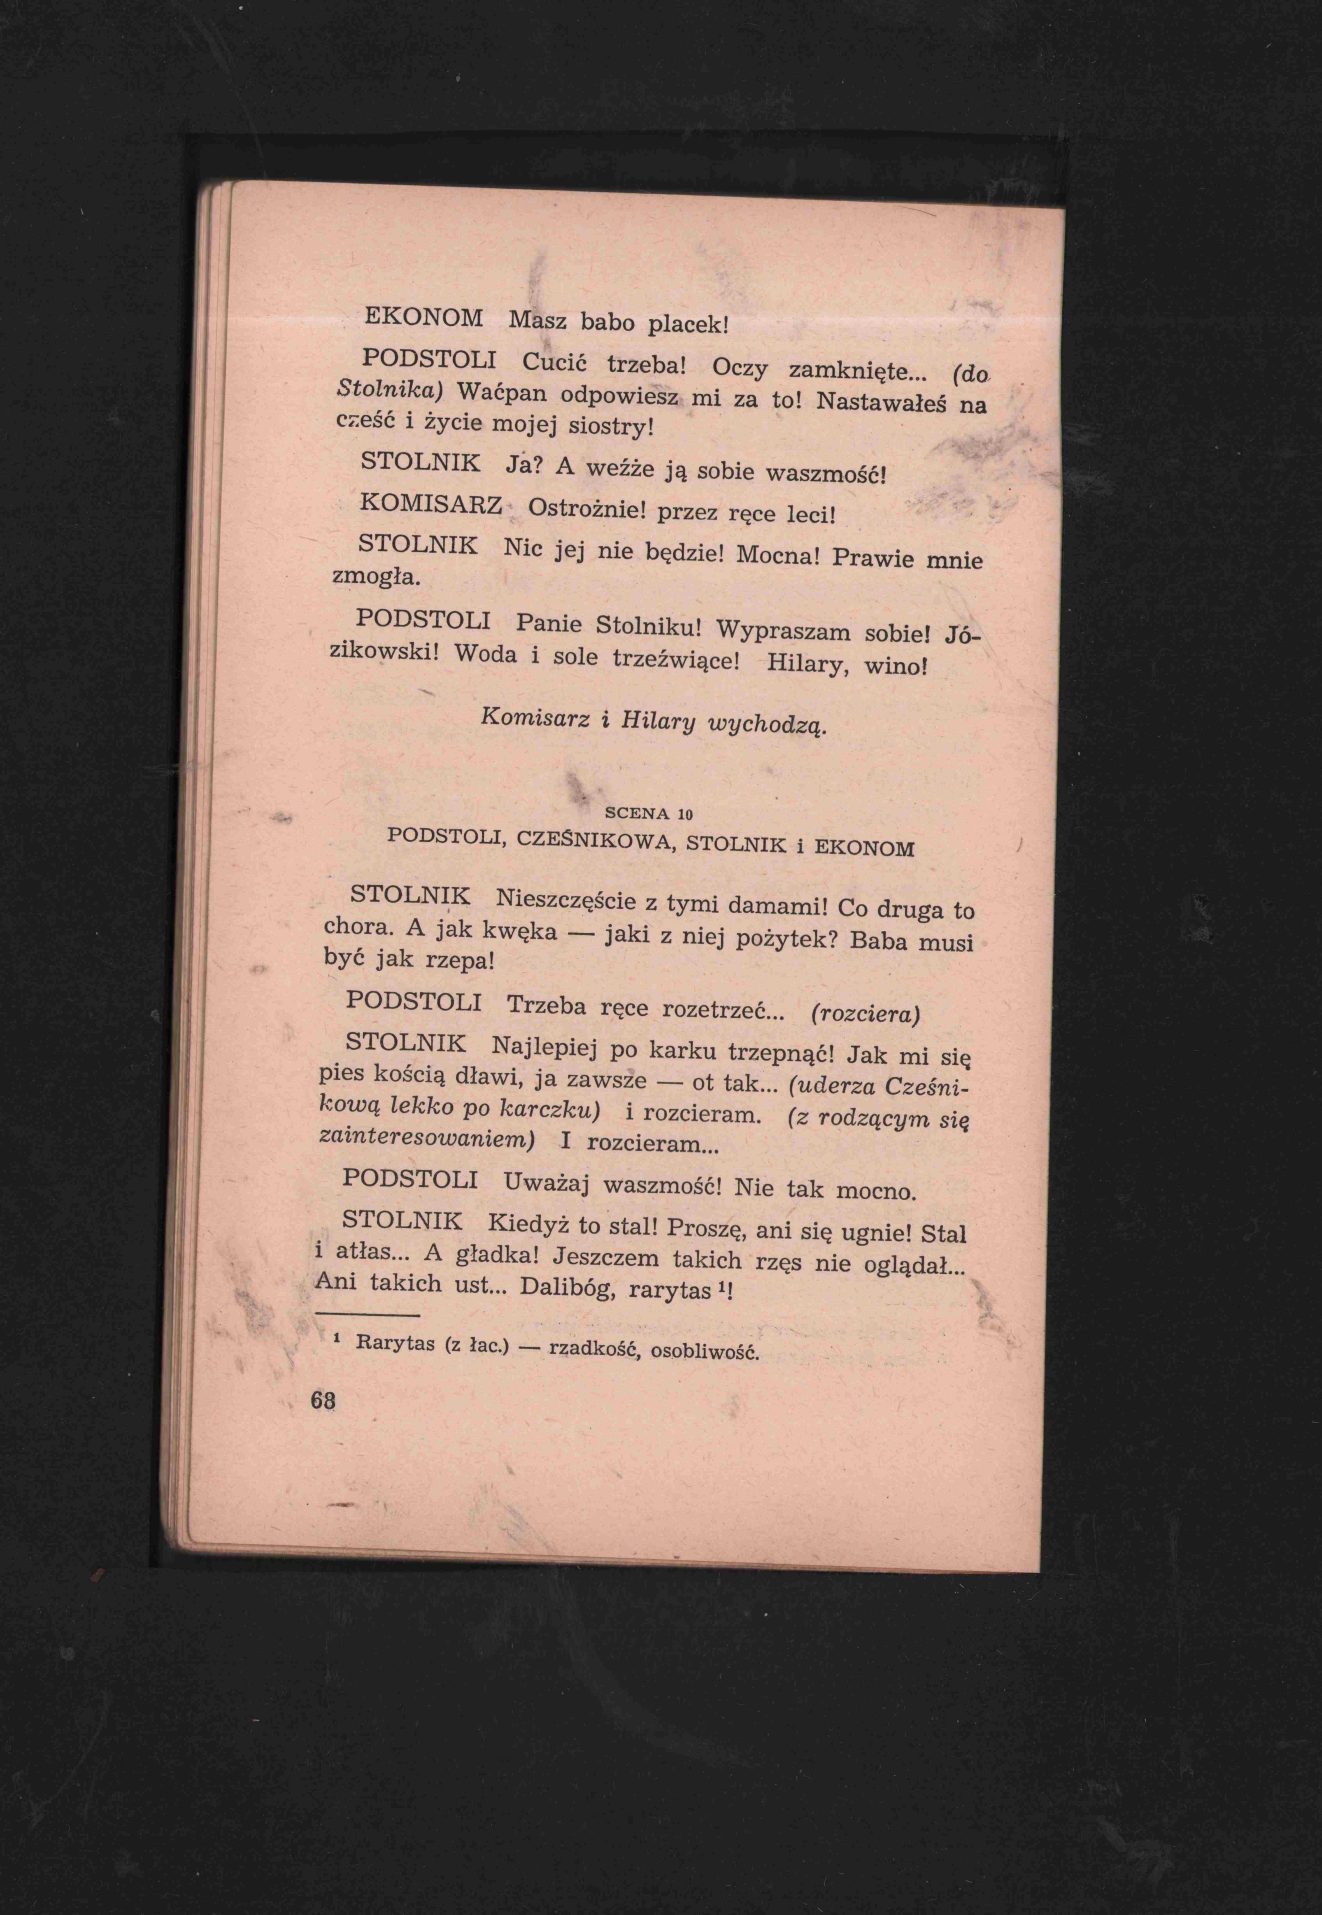 EKONOM Masz babo placek!
PODSTOLI Cucić trzeba! Oczy zamknięte... (do
Stolnika) Waćpan odpowiesz mi za to! Nastawałeś na
cześć i życie mojej siostry!
STOLNIK Ja? A weźże ją sobie waszmość!
KOMISARZ Ostrożnie! przez ręce leci!
STOLNIK Nic jej nie będzie! Mocna! Prawie mnie
zmogła.
PODSTOLI Panie Stolniku! Wypraszam sobie! Jó-
zikowski! Woda i sole trzeźwiące! Hilary, wino!
Komisarz i Hilary wychodzą.
SCENA 10
PODSTOLI, CZEŚNIKOWA, STOLNIK i EKONOM
STOLNIK Nieszczęście z tymi damami! Co druga to
chora. A jak kwęka — jaki z niej pożytek? Baba musi
być jak rzepa!
PODSTOLI Trzeba ręce rozetrzeć... (rozciera)
STOLNIK Najlepiej po karku trzepnąć! Jak mi się
pies kością dławi, ja zawsze — ot tak... (uderza Cześni-
kową lekko po karczku) i rozcieram. (z rodzącym się
zainteresowaniem) I rozcieram...
PODSTOLI Uważaj waszmość! Nie tak mocno.
STOLNIK Kiedyż to stal! Proszę, ani się ugnie! Stal
i atłas... A gładka! Jeszczem takich rzęs nie oglądał...
Ani takich ust... Dalibóg, rarytas ¹!
¹ Rarytas (z łac.) — rzadkość, osobliwość.
68